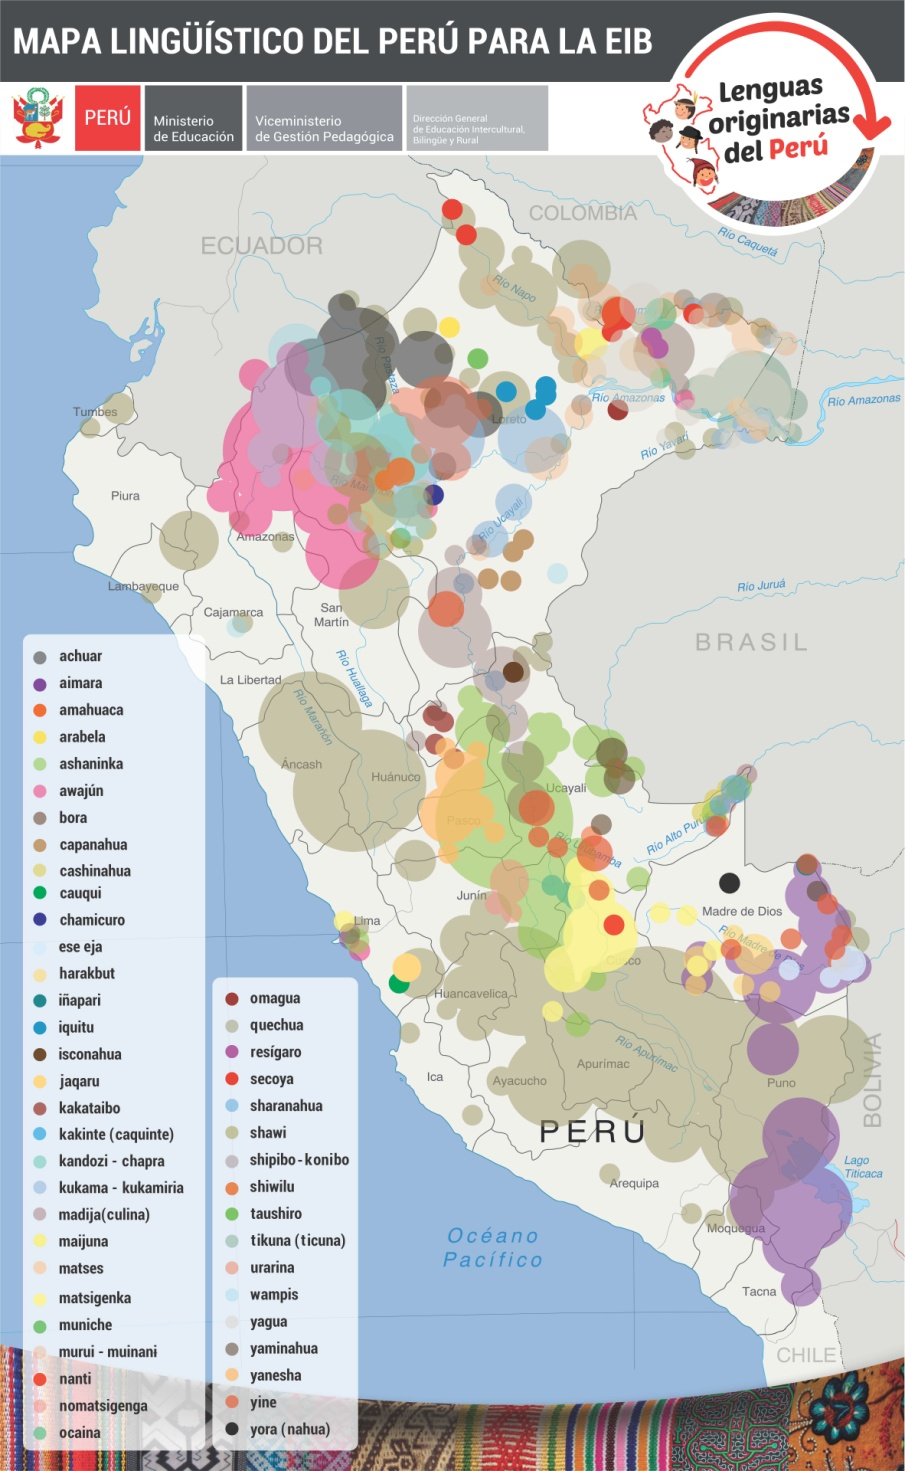 MAPA LINGÜÍSTICO DEL PERÚ PARA LA EIB
Lenguas
originarias
del Perú
PERÚ
Ministerio
de Educación
Viceministerio
de Gestión Pedagógica
Dirección General
de Educación Intercultural,
Bilingüe y Rural
COLOMBIA
ECUADOR
Río Caquetá
Río Napo
Río Pastaza
Tumbes
Loreto
Río Amazonas
Río Amazonas
Río Yavarí
Piura
Río Ucayali
Amazonas
Lambayeque
Cajamarca
San
Martín
Río Juruá
BRASIL
La Libertad
Río Huallaga
Río Marañón
Áncash
Huánuco
Ucayali
Pasco
Río Urubamba
Río Alto Purús
Junín
Madre de Dios
Río Madre de Dios
Lima
Cusco
Huancavelica
Río Apurímac
Apurímac
Ica
Ayacucho
Puno
BOLIVIA
PERÚ
Lago
Titicaca
Arequipa
Océano
Pacífico
Moquegua
Tacna
CHILE
achuar
aimara
amahuaca
arabela
ashaninka
awajún
bora
capanahua
cashinahua
cauqui
chamicuro
ese eja
harakbut
iñapari
iquitu
isconahua
jaqaru
kakataibo
kakinte (caquinte)
kandozi - chapra
kukama - kukamiria
madija(culina)
maijuna
matses
matsigenka
muniche
murui - muinani
nanti
nomatsigenga
ocaina
omagua
quechua
resígaro
secoya
sharanahua
shawi
shipibo - konibo
shiwilu
taushiro
tikuna (ticuna)
urarina
wampis
yagua
yaminahua
yanesha
yine
yora (nahua)